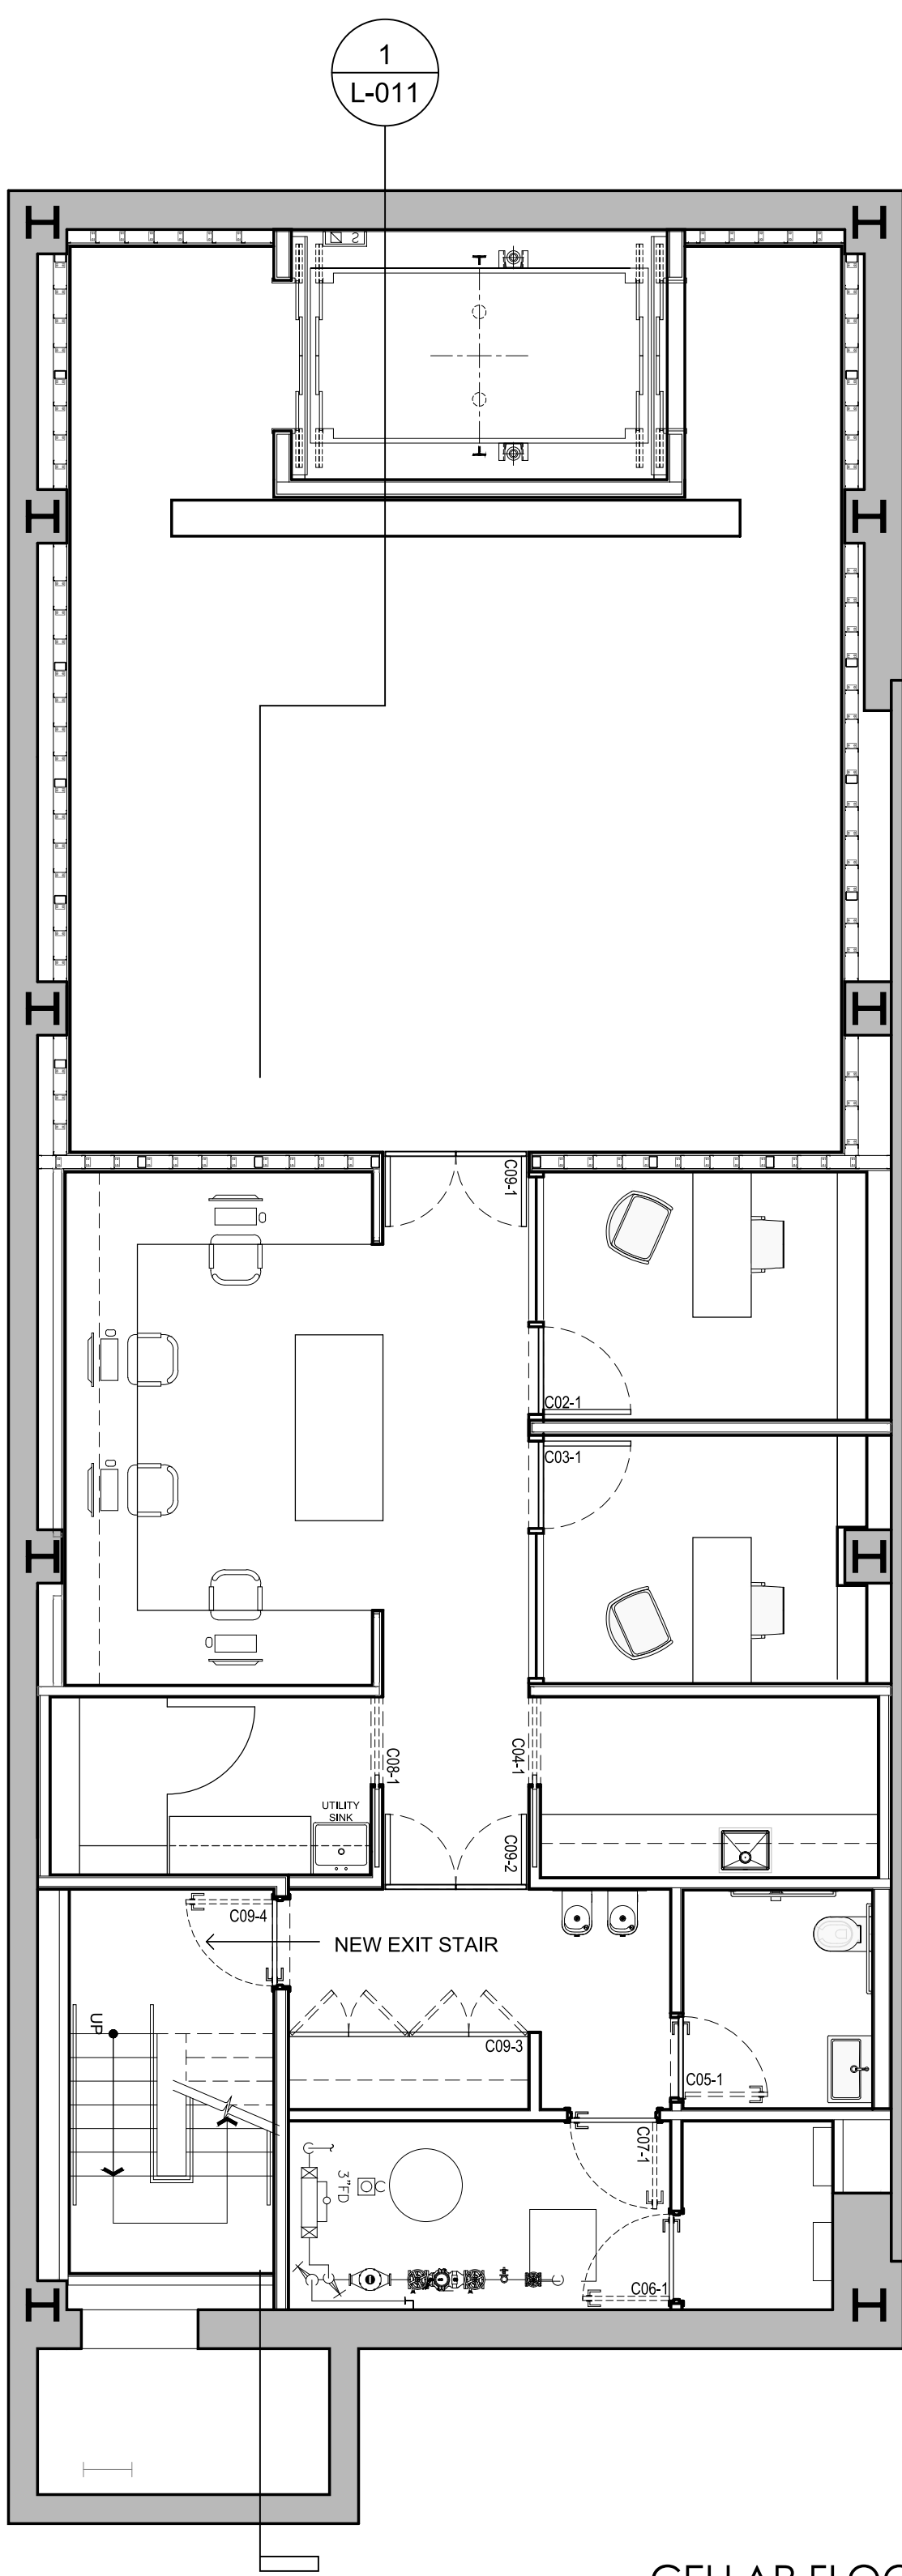 1
L-011
S
C09-1
C02-1
C03-1
C08-1
C04-1
UTILITY
SINK
C09-2
C09-4
NEW EXIT STAIR
UP
C09-3
C05-1
C07-1
3"FD
C06-1